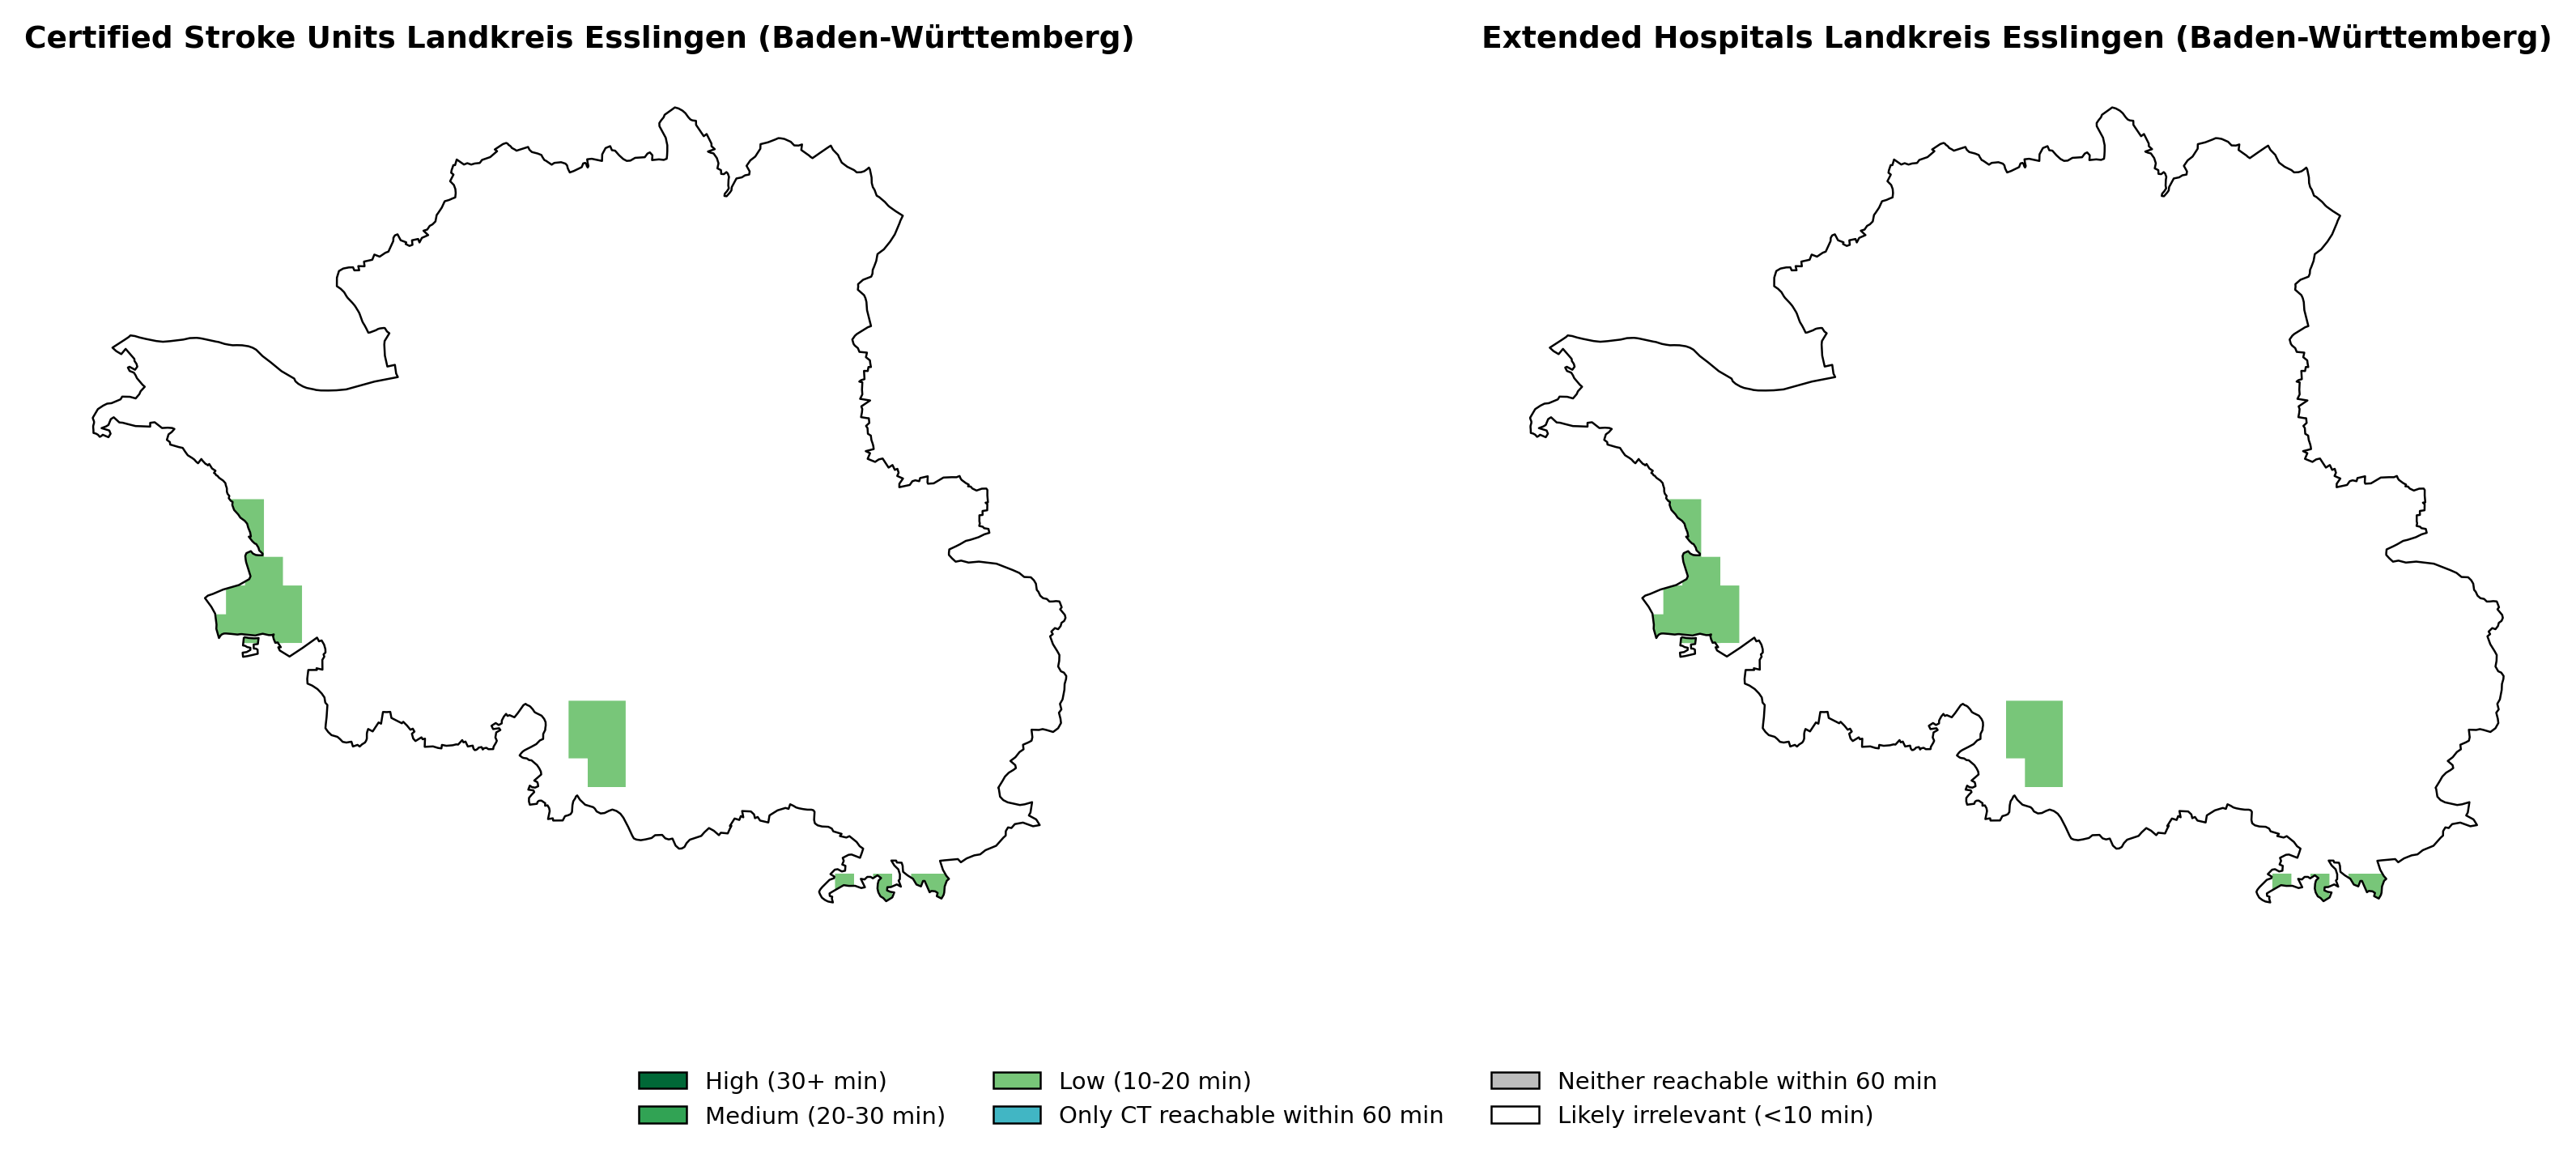 Certified Stroke Units Landkreis Esslingen (Baden-Württemberg)
Extended Hospitals Landkreis Esslingen (Baden-Württemberg)
High (30+ min)
Medium (20-30 min)
Low (10-20 min)
Only CT reachable within 60 min
Neither reachable within 60 min
Likely irrelevant (<10 min)